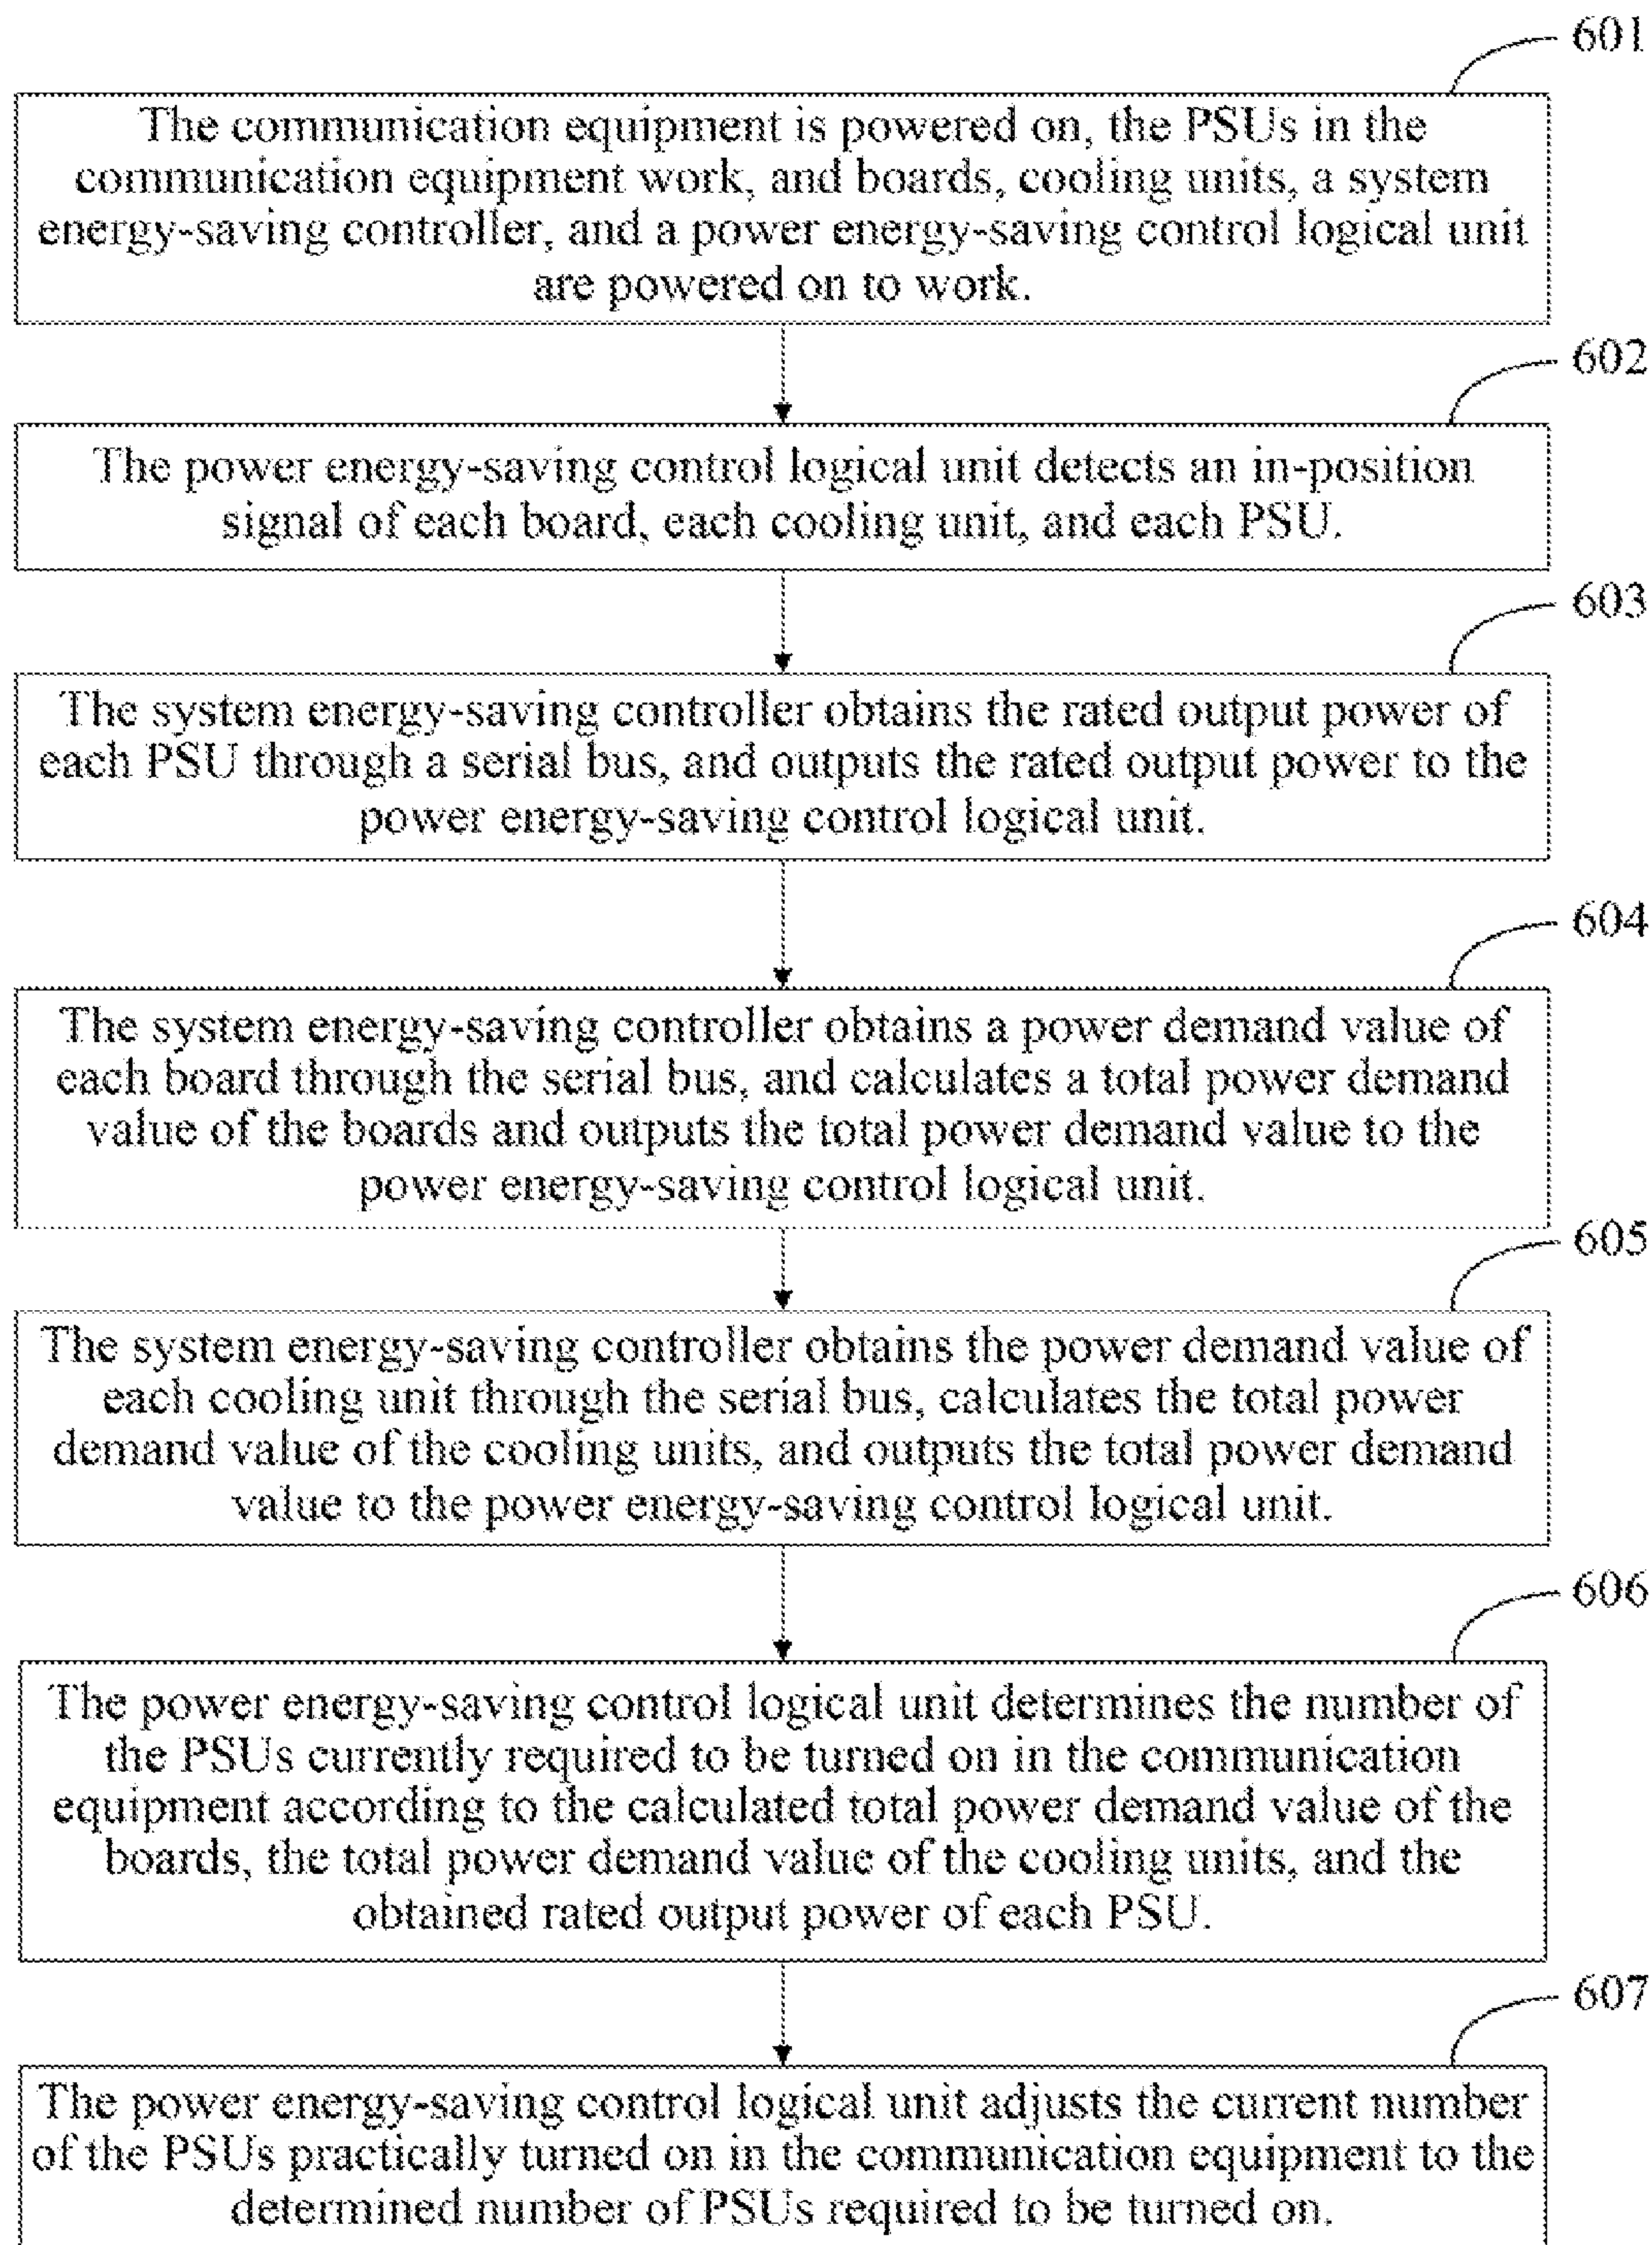 601
The communication equipment is powered on, the PSUs in the
communication equipment work, and boards, cooling units, a system
energy-saving controller, and a power energy-saving control logical unit
are powered on to work.
602
The power energy-saving control logical unit detects an in-position
signal of each board, each cooling unit, and each PSU.
603
The system energy-saving controller obtains the rated output power of
each PSU through a serial bus, and outputs the rated output power to the
power energy-saving control logical unit.
604
The system energy-saving controller obtains a power demand value of
each board through the serial bus, and calculates a total power demand
value of the boards and outputs the total power demand value to the
power energy-saving control logical unit.
605
The system energy-saving controller obtains the power demand value of
each cooling unit through the serial bus, calculates the total power
demand value of the cooling units, and outputs the total power demand
value to the power energy-saving control logical unit.
606
The power energy-saving control logical unit determines the number of
the PSUs currently required to be turned on in the communication
equipment according to the calculated total power demand value of the
boards, the total power demand value of the cooling units, and the
obtained rated output power of each PSU.
607
The power energy-saving control logical unit adjusts the current number
of the PSUs practically turned on in the communication equipment to the
determined number of PSUs required to be turned on.